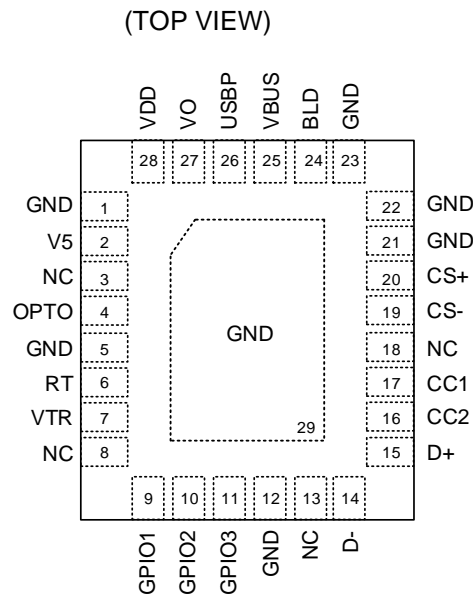 (TOP VIEW)
VDD VO USBP VBUS BLD GND
28 27 26 25 24 23
GND 1 22 GND
V5 2 21 GND
NC 3 20 CS+
OPTO 4 19 CS-
GND 5 GND 18 NC
RT 6 17 CC1
VTR 7 16 CC2
NC 8 29 15 D+
9 10 11 12 13 14
GPIO1 GPIO2 GPIO3 GND NC D-